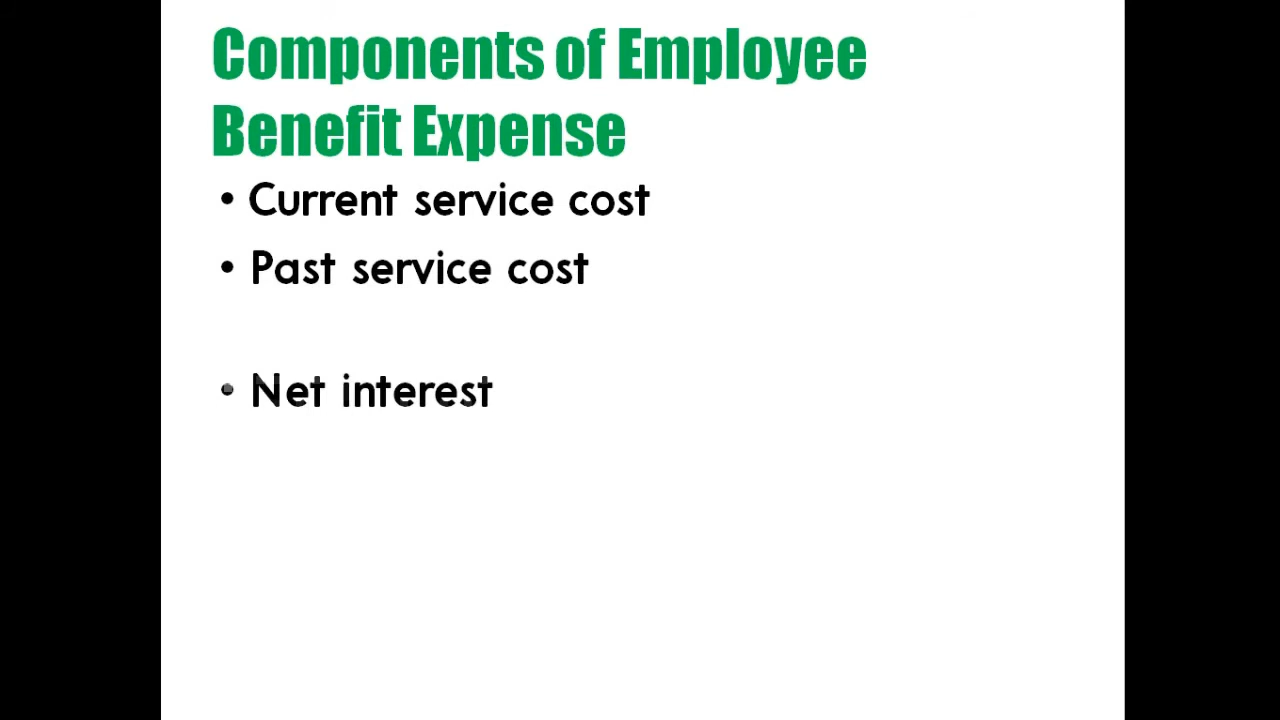 Components of Employee
Benefit Expense
• Current service cost
• Past service cost
• Net interest